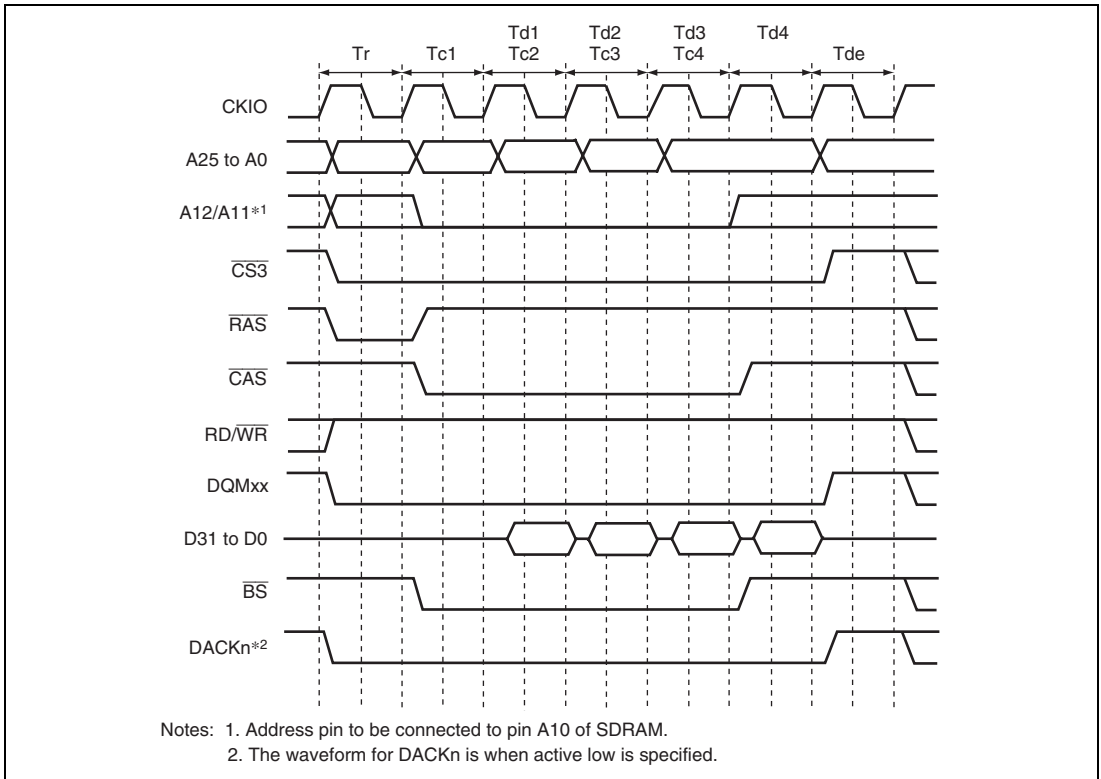 Td1 Td2 Td3 Td4
Tr Tc1 Tc2 Tc3 Tc4 Tde
CKIO
A25 to A0
A12/A11*1
CS3
RAS
CAS
RD/WR
DQMxx
D31 to D0
BS
DACKn*2
Notes: 1. Address pin to be connected to pin A10 of SDRAM.
2. The waveform for DACKn is when active low is specified.